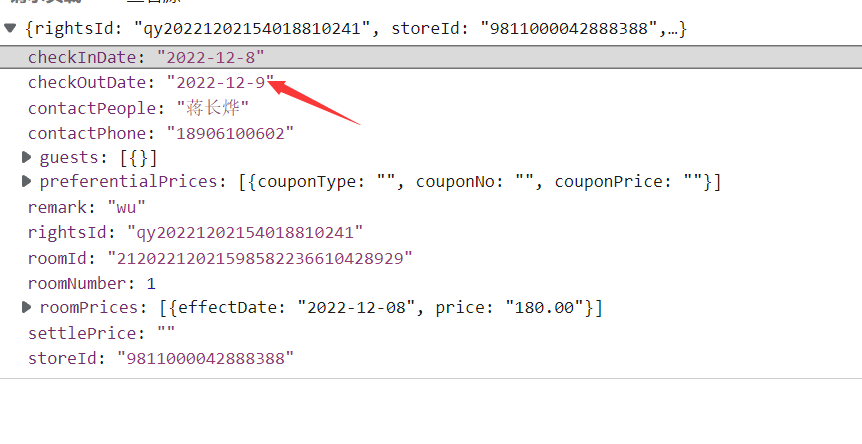 {rightsId: "qy20221202154018810241", storeId: "9811000042888388",…}
checkInDate: "2022-12-8"
checkOutDate: "2022-12-9"
contactPeople: "蒋长烨"
contactPhone: "18906100602"
guests: [{}]
preferentialPrices: [{couponType: "", couponNo: "", couponPrice: ""}]
remark: "wu"
rightsId: "qy20221202154018810241"
roomId: "21202212021598582236610428929"
roomNumber: 1
roomPrices: [{effectDate: "2022-12-08", price: "180.00"}]
settlePrice: ""
storeId: "9811000042888388"